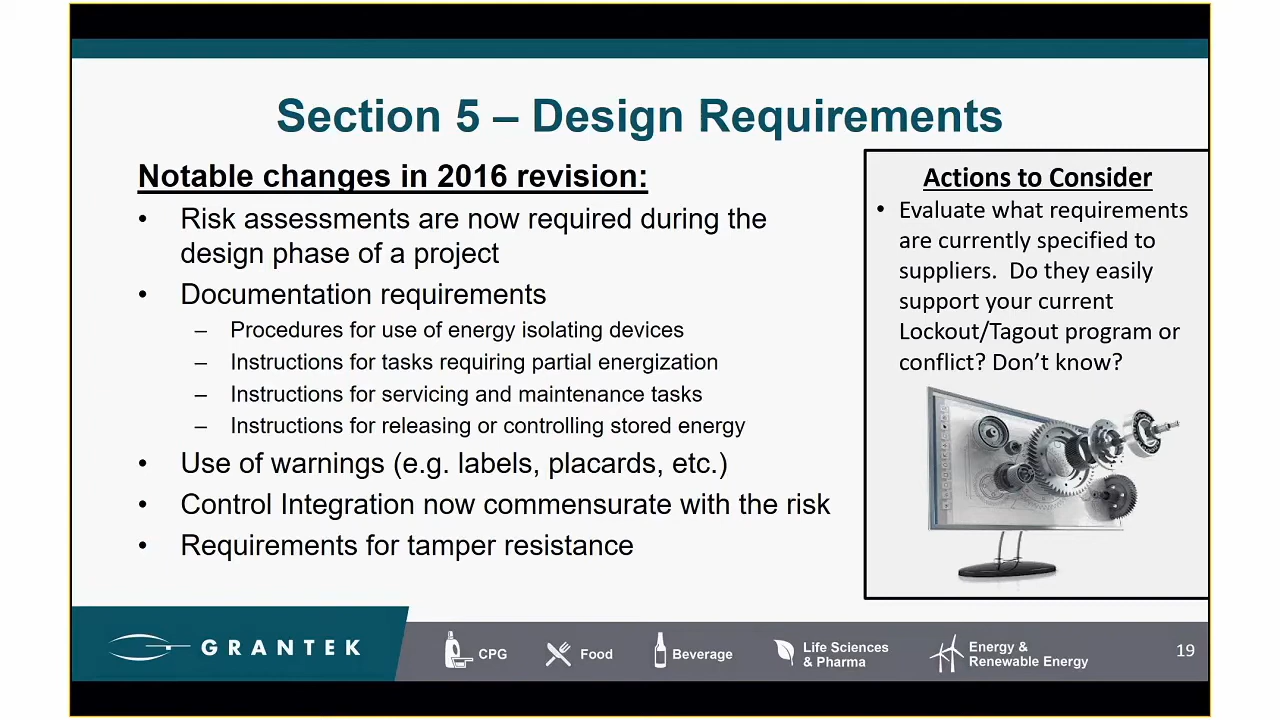 Section 5 – Design Requirements
Notable changes in 2016 revision:
• Risk assessments are now required during the
design phase of a project
• Documentation requirements
– Procedures for use of energy isolating devices
– Instructions for tasks requiring partial energization
– Instructions for servicing and maintenance tasks
– Instructions for releasing or controlling stored energy
• Use of warnings (e.g. labels, placards, etc.)
• Control Integration now commensurate with the risk
• Requirements for tamper resistance
Actions to Consider
• Evaluate what requirements
are currently specified to
suppliers. Do they easily
support your current
Lockout/Tagout program or
conflict? Don’t know?
GRANTEK
CPG
Food
Beverage
Life Sciences
& Pharma
Energy &
Renewable Energy
19